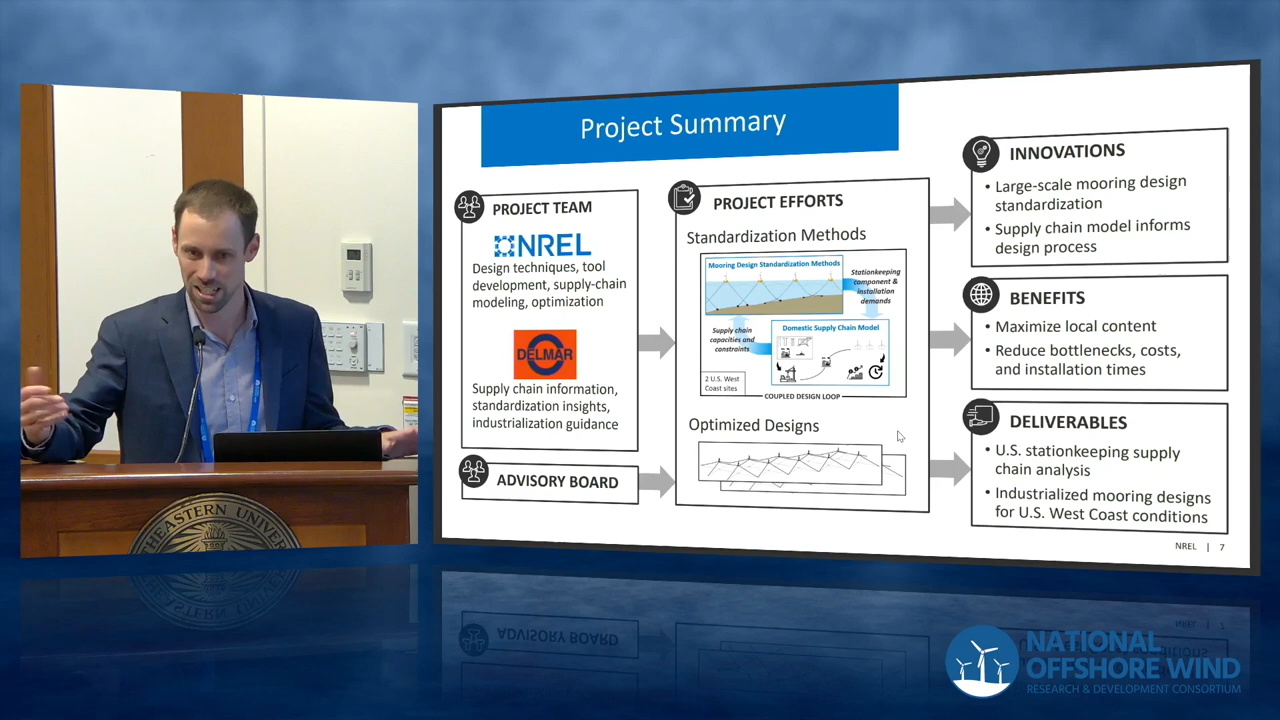 Project Summary
PROJECT TEAM
NREL
Design techniques, tool
development, supply-chain
modeling, optimization
DELMAR
Supply chain information,
standardization insights,
industrialization guidance
ADVISORY BOARD
PROJECT EFFORTS
Standardization Methods
Mooring Design Standardization Methods
Stationkeeping
component &
installation
demands
Supply chain
capacities and
constraints
Domestic Supply Chain Model
2 U.S. West
Coast sites
COUPLED DESIGN LOOP
Optimized Designs
INNOVATIONS
• Large-scale mooring design
standardization
• Supply chain model informs
design process
BENEFITS
• Maximize local content
• Reduce bottlenecks, costs,
and installation times
DELIVERABLES
• U.S. stationkeeping supply
chain analysis
• Industrialized mooring designs
for U.S. West Coast conditions
NREL | 7
HEASTERN UNIVERS
NATIONAL
OFFSHORE WIND
RESEARCH & DEVELOPMENT CONSORTIUM